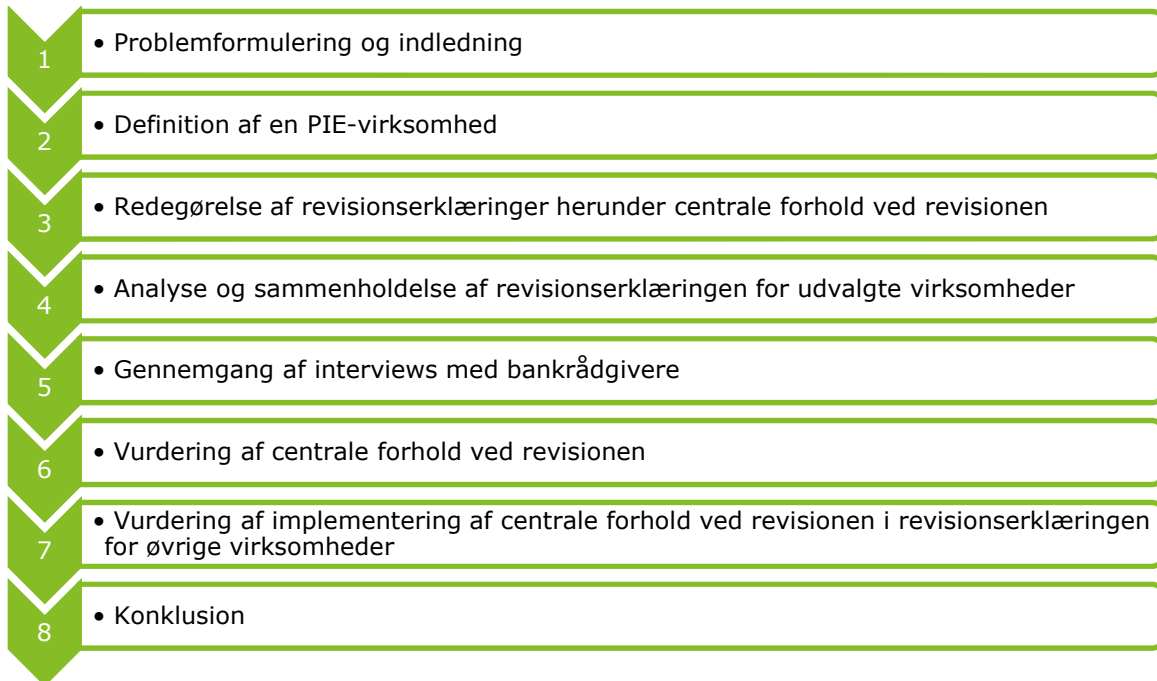 1
• Problemformulering og indledning
2
• Definition af en PIE-virksomhed
3
• Redegørelse af revisionserklæringer herunder centrale forhold ved revisionen
4
• Analyse og sammenholdelse af revisionserklæringen for udvalgte virksomheder
5
• Gennemgang af interviews med bankrådgivere
6
• Vurdering af centrale forhold ved revisionen
7
• Vurdering af implementering af centrale forhold ved revisionen i revisionserklæringen
for øvrige virksomheder
8
• Konklusion